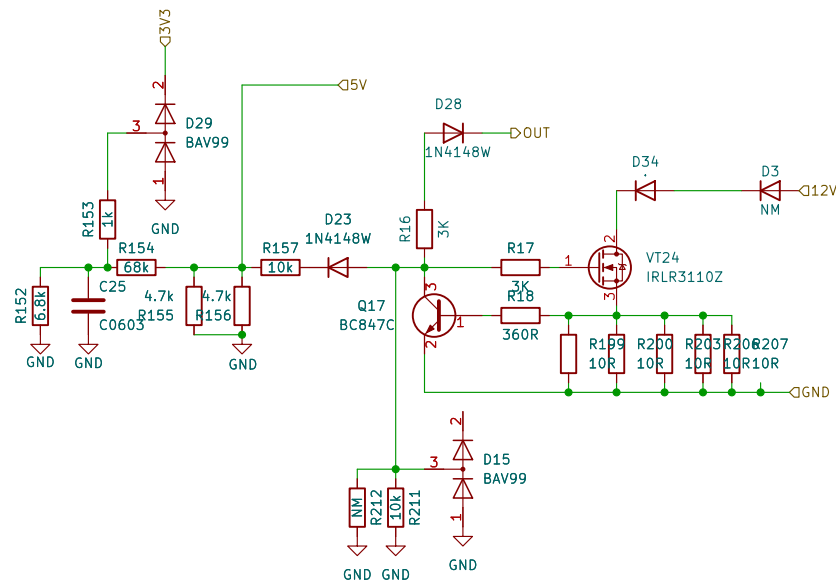 3V3
2
3
D29
BAV99
1
GND
5V
D28
1N4148W
OUT
D34
D3
NM
12V
R153
1k
R154
68k
D23
1N4148W
R157
10k
R16
3K
R17
3K
1
2
3
VT24
IRLR3110Z
R152
6.8k
GND
C25
C0603
GND
4.7k
R155
4.7k
R156
GND
Q17
BC847C
3
1
2
R18
360R
R199
10R
R200
10R
R203
10R
R206
10R
R207
10R
GND
2
3
D15
BAV99
1
GND
NM
R212
GND
10k
R211
GND